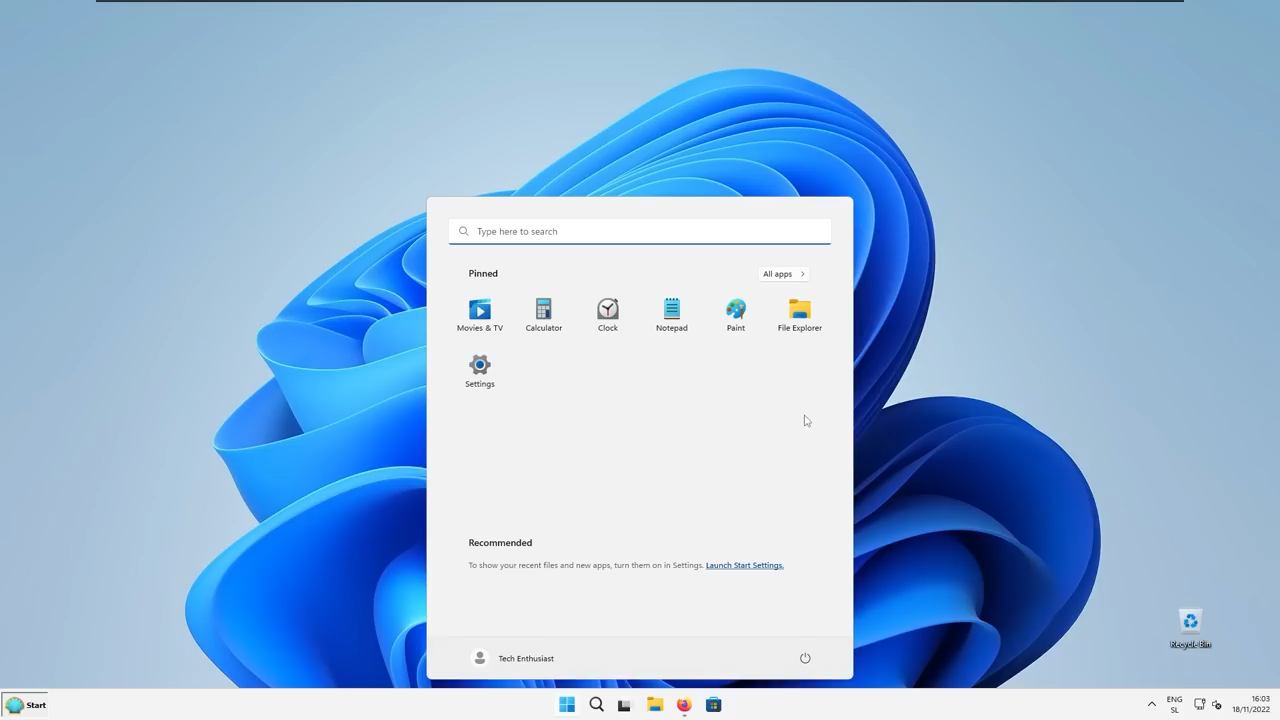 Type here to search
Pinned
All apps
Movies & TV
Calculator
Clock
Notepad
Paint
File Explorer
Settings
Recommended
To show your recent files and new apps, turn them on in Settings. Launch Start Settings.
Tech Enthusiast
Recycle Bin
Start
ENG
SL
16:03
18/11/2022